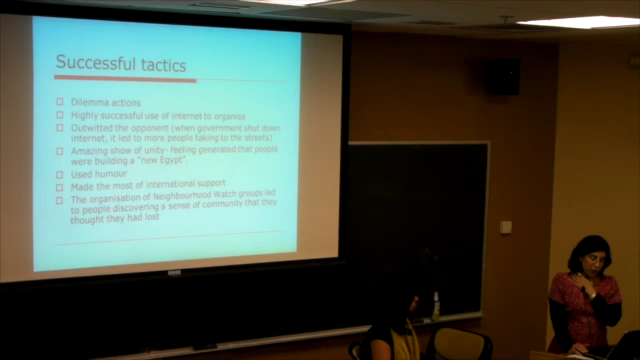 Successful tactics
Dilemma actions
Highly successful use of internet to organise
Outwitted the opponent (when government shut down
internet, it led to more people taking to the streets)
Amazing show of unity- feeling generated that people
were building a "new Egypt".
Used humour
Made the most of international support
The organisation of Neighbourhood Watch groups led
to people discovering a sense of community that they
thought they had lost